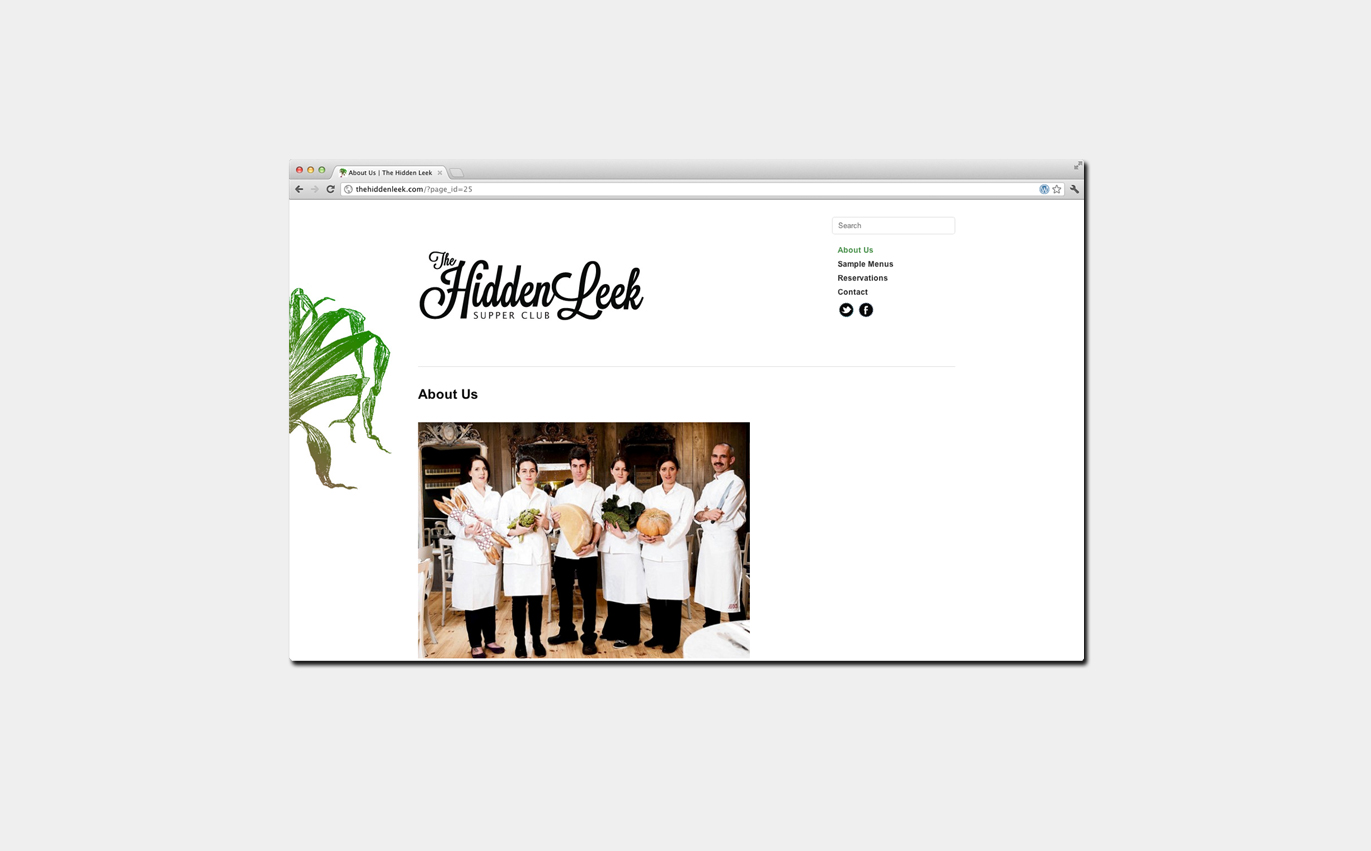 About Us | The Hidden Leek
thehiddenleek.com/?page_id=25
Search
About Us
Sample Menus
Reservations
Contact
The
Hidden Leek
SUPPER CLUB
About Us